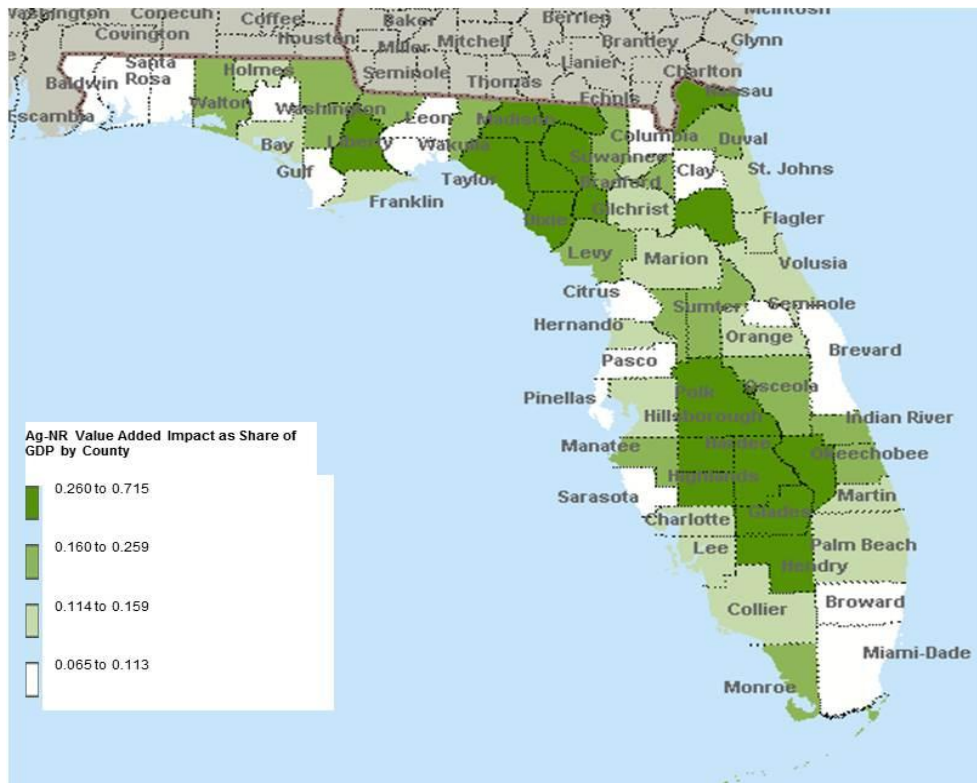 Washington
Conecuh
Coffee
Baker
Berrien
McIntosh
Covington
Houston
Miller
Mitchell
Brantley
Glynn
Lanier
Seminole
Thomas
Charlton
Baldwin
Santa
Rosa
Holmes
Echols
Nassau
Escambia
Walton
Washington
Leon
Madison
Columbia
Duval
Bay
Liberty
Wakulla
Suwannee
Clay
St. Johns
Gulf
Taylor
Bradford
Franklin
Gilchrist
Dixie
Flagler
Levy
Marion
Volusia
Citrus
Sumter
Seminole
Hernando
Orange
Brevard
Pasco
Polk
Osceola
Pinellas
Hillsborough
Indian River
Manatee
Hardee
Okeechobee
Highlands
Sarasota
Martin
Charlotte
Glades
Lee
Palm Beach
Hendry
Collier
Broward
Miami-Dade
Monroe
Ag-NR Value Added Impact as Share of
GDP by County
0.260 to 0.715
0.160 to 0.259
0.114 to 0.159
0.065 to 0.113